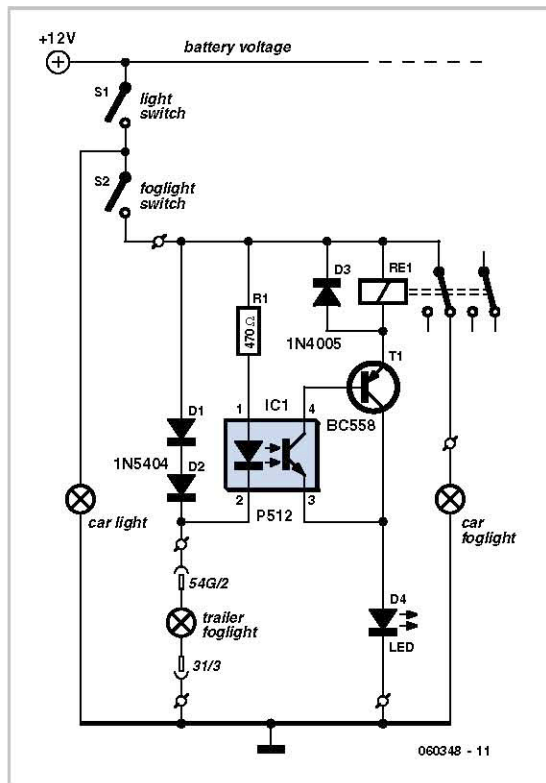 +12V
battery voltage
S1
light
switch
S2
foglight
switch
D3
RE1
R1
470Ω
1N4005
T1
IC1
1
4
BC558
D1
1N5404
D2
2
3
P512
car light
car
foglight
54G/2
D4
trailer
foglight
LED
31/3
060348 - 11